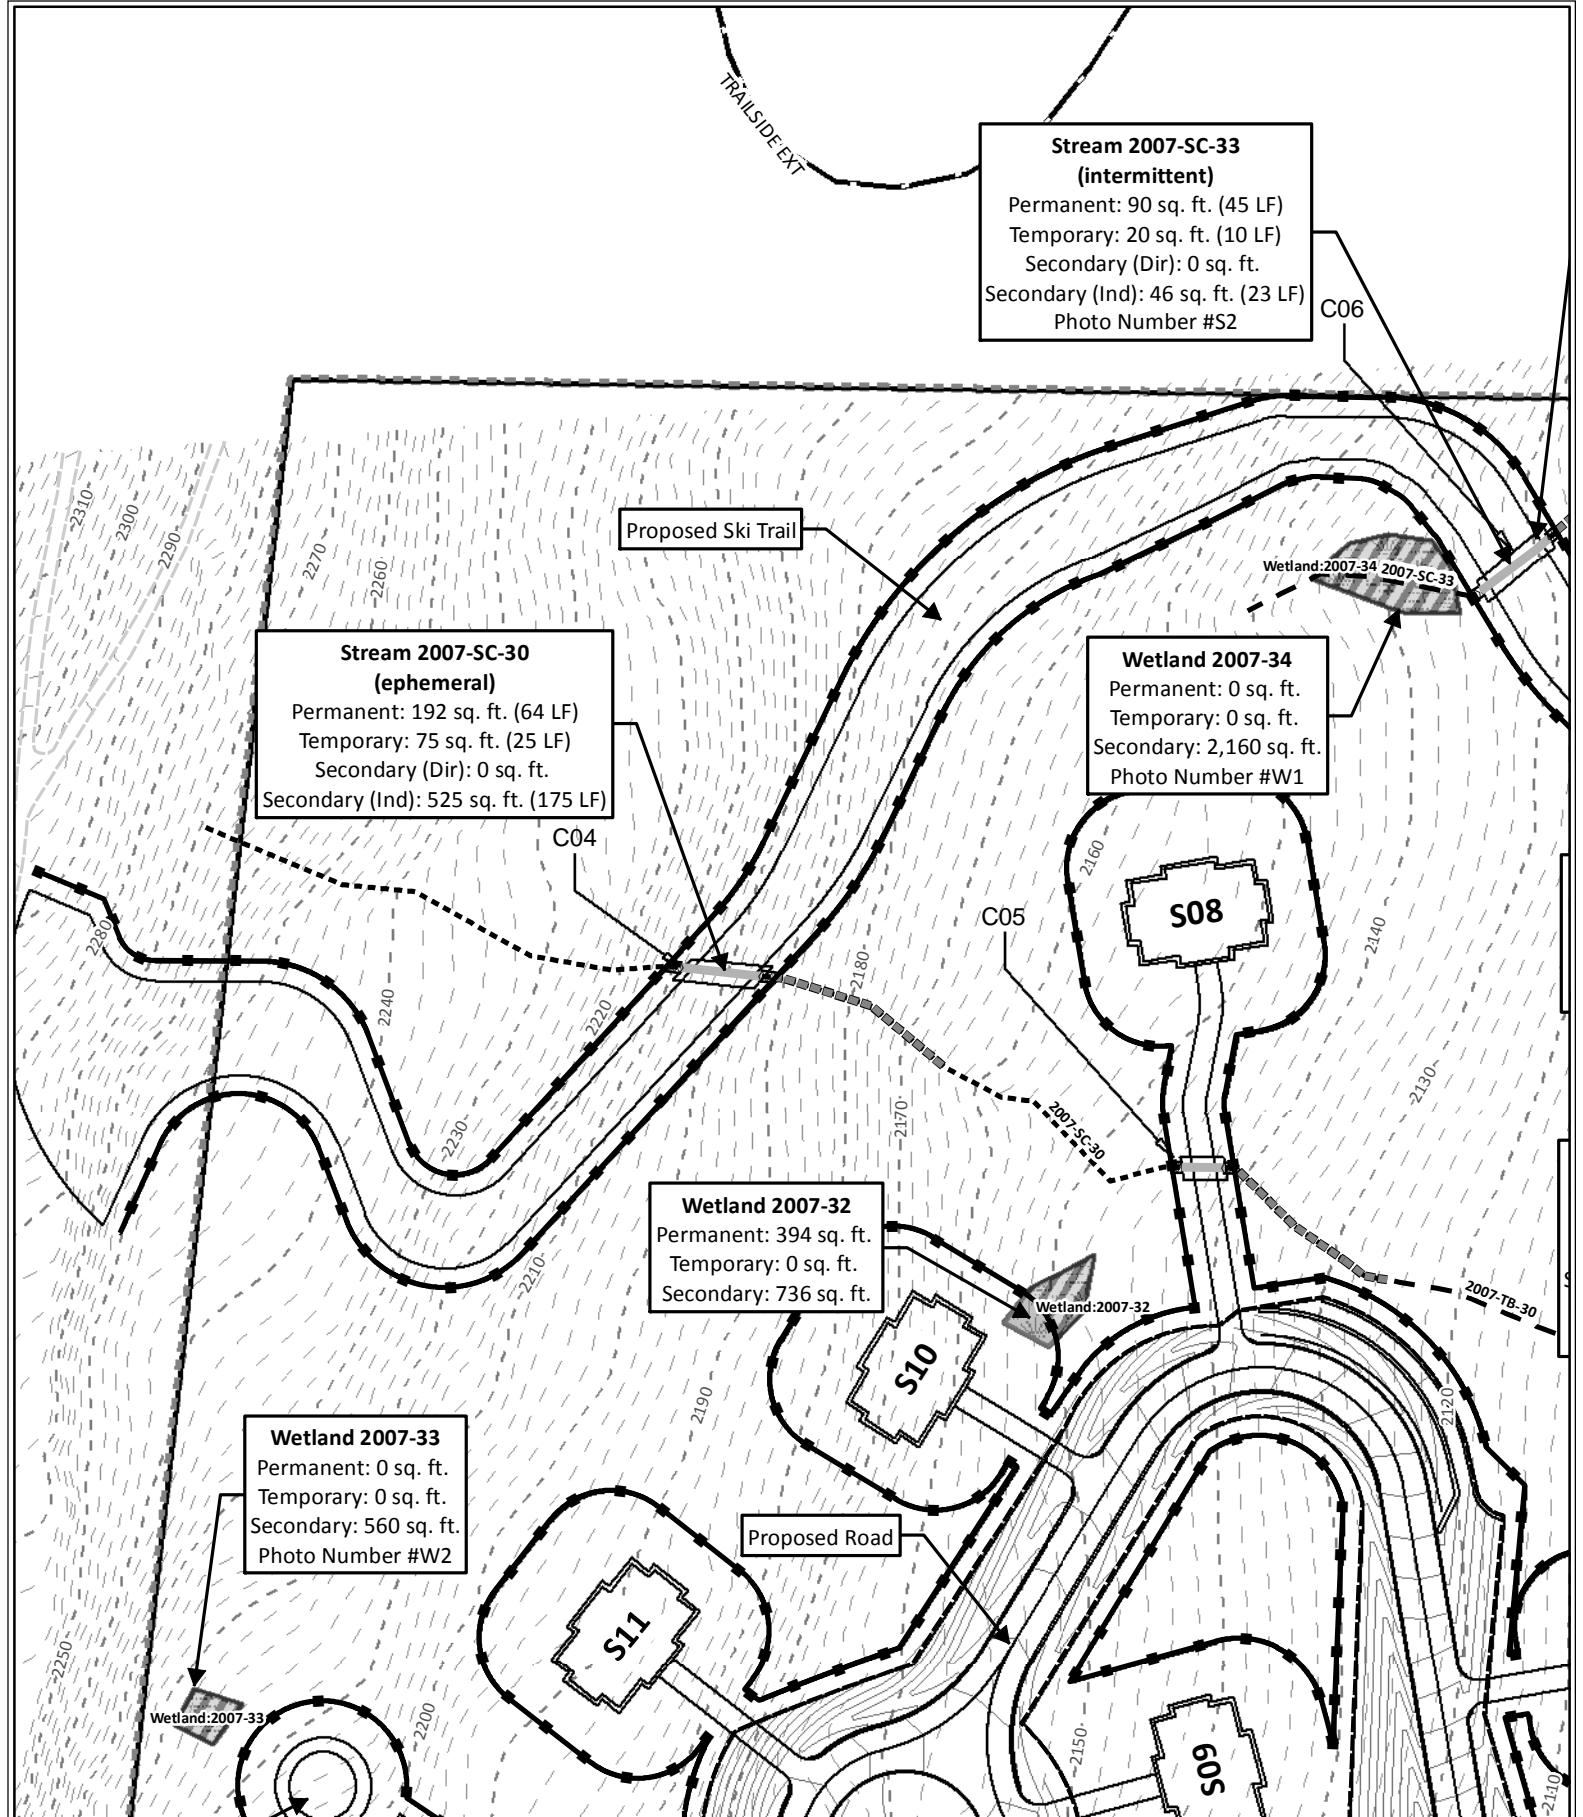 TRAILSIDE EXT
Stream 2007-SC-33
(intermittent)
Permanent: 90 sq. ft. (45 LF)
Temporary: 20 sq. ft. (10 LF)
Secondary (Dir): 0 sq. ft.
Secondary (Ind): 46 sq. ft. (23 LF)
Photo Number #S2
C06
2310
2300
2290
2270
2260
Proposed Ski Trail
Wetland:2007-34
2007-SC-33
Stream 2007-SC-30
(ephemeral)
Permanent: 192 sq. ft. (64 LF)
Temporary: 75 sq. ft. (25 LF)
Secondary (Dir): 0 sq. ft.
Secondary (Ind): 525 sq. ft. (175 LF)
Wetland 2007-34
Permanent: 0 sq. ft.
Temporary: 0 sq. ft.
Secondary: 2,160 sq. ft.
Photo Number #W1
C04
2160
S08
C05
2280
2240
2220
2180
2140
2130
2170
2007-SC-30
2230
2210
Wetland 2007-32
Permanent: 394 sq. ft.
Temporary: 0 sq. ft.
Secondary: 736 sq. ft.
Wetland:2007-32
2007-TB-30
S10
2190
2120
Wetland 2007-33
Permanent: 0 sq. ft.
Temporary: 0 sq. ft.
Secondary: 560 sq. ft.
Photo Number #W2
Proposed Road
S11
2250
Wetland:2007-33
2200
2150
S09
2110